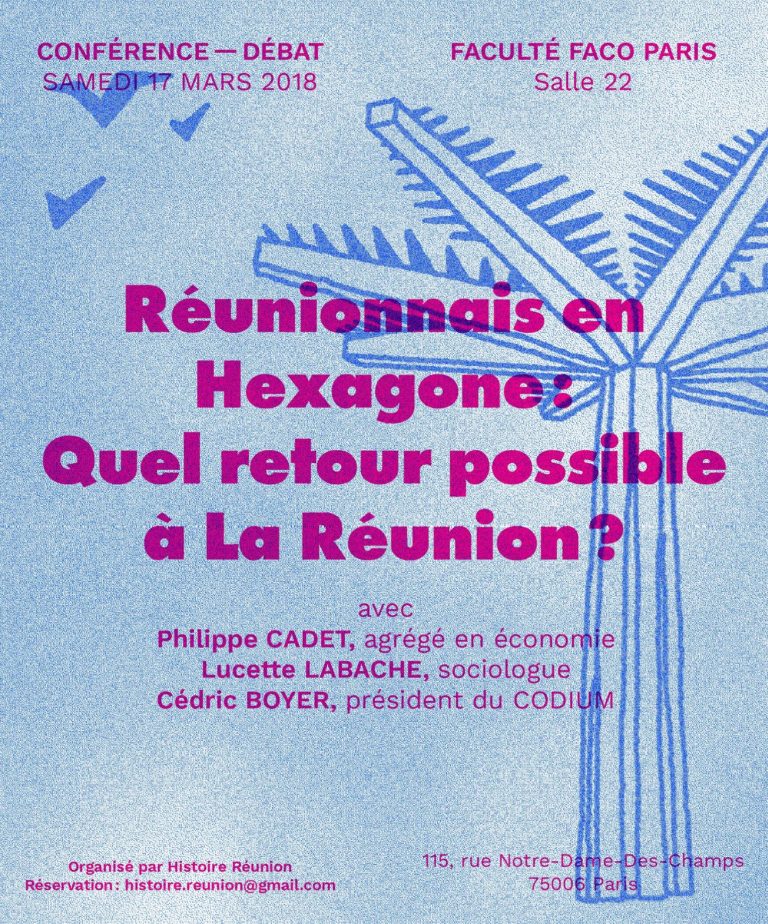 CONFÉRENCE — DÉBAT
SAMEDI 17 MARS 2018
FACULTÉ FACO PARIS
Salle 22
Réunionnais en
Hexagone :
Quel retour possible
à La Réunion ?
avec
Philippe CADET, agrégé en économie
Lucette LABACHE, sociologue
Cédric BOYER, président du CODIUM
Organisé par Histoire Réunion
Réservation : histoire.reunion@gmail.com
115, rue Notre-Dame-Des-Champs
75006 Paris